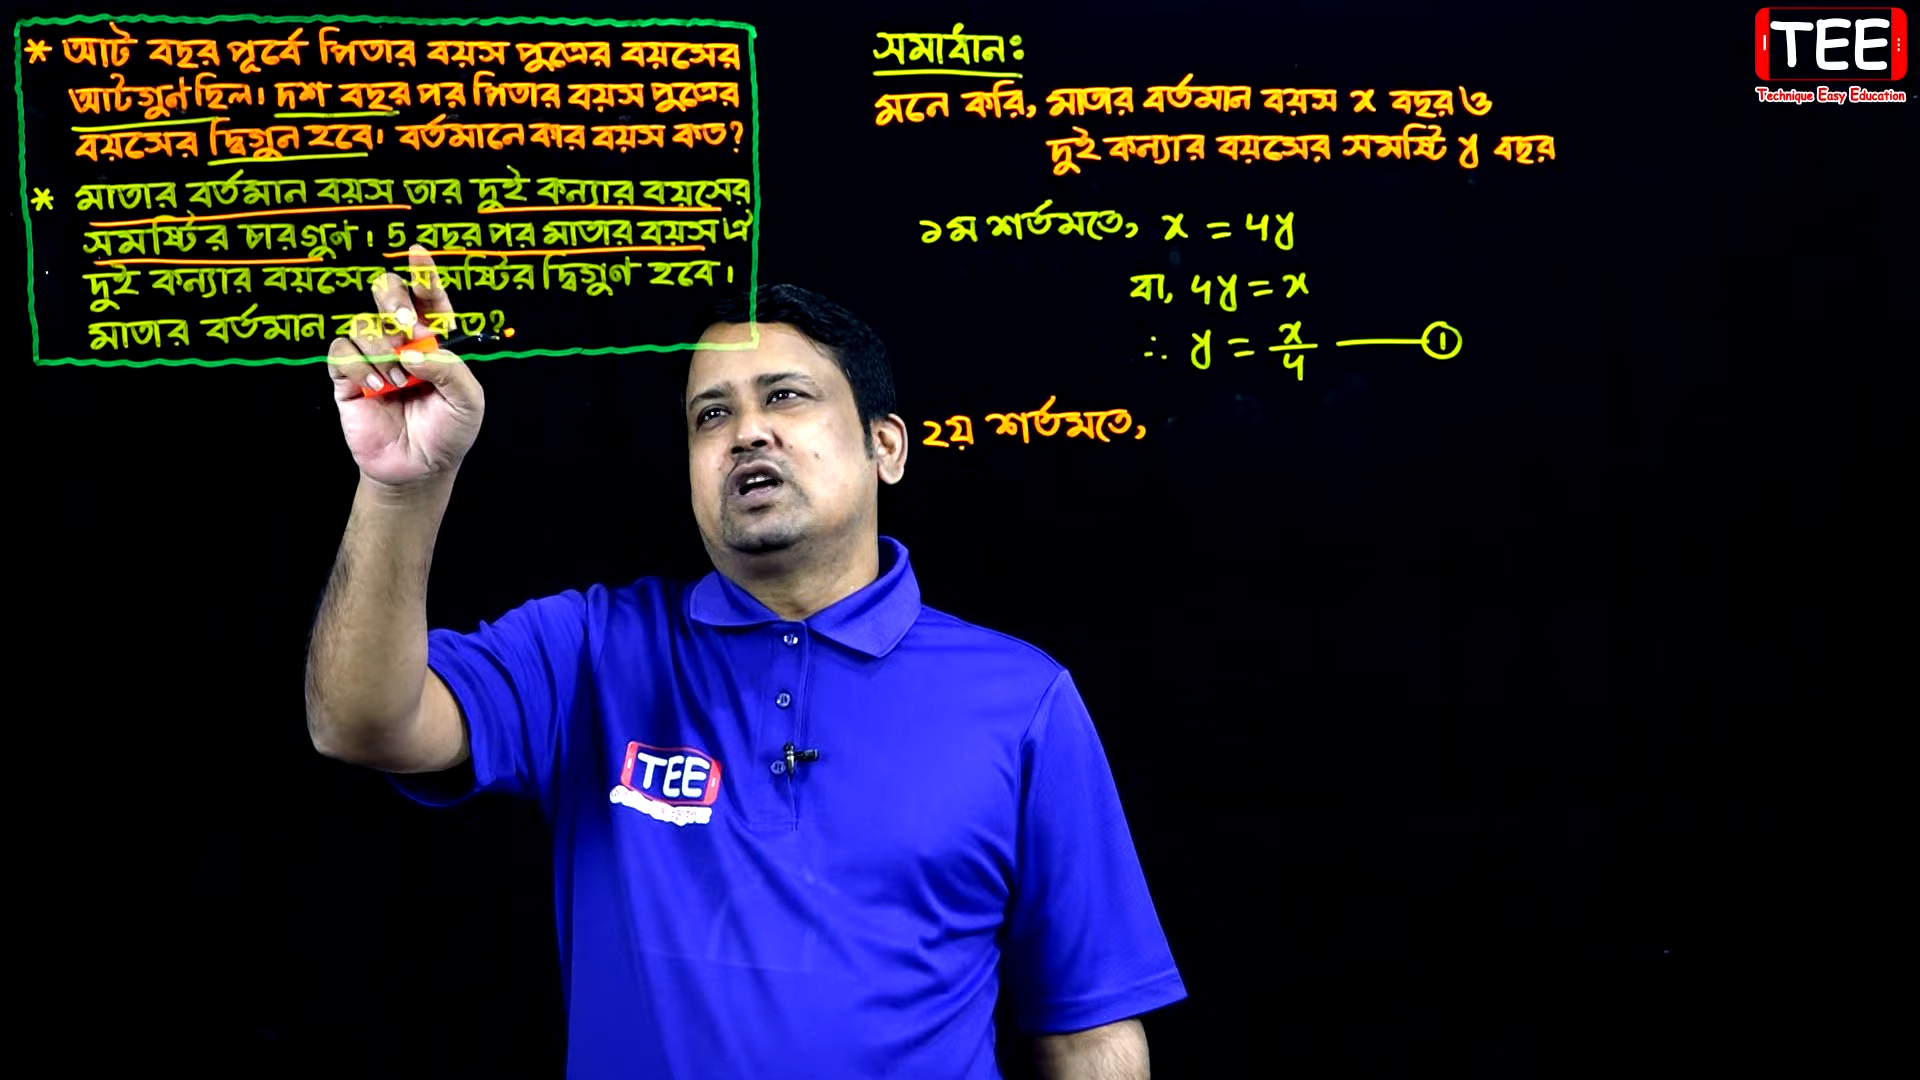 * আট বছর পূর্বে পিতার বয়স পুত্রের বয়সের
আটগুণ ছিল। দশ বছর পর পিতার বয়স পুত্রের
বয়সের দ্বিগুন হবে। বর্তমানে কার বয়স কত?
* মাতার বর্তমান বয়স তার দুই কন্যার বয়সের
সমষ্টির চারগুণ। 5 বছর পর মাতার বয়স ঐ
দুই কন্যার বয়সের সমষ্টির দ্বিগুণ হবে।
মাতার বর্তমান বয়স কত?
সমাধান:
মনে করি, মাতার বর্তমান বয়স x বছর ও
দুই কন্যার বয়সের সমষ্টি y বছর
১ম শর্তমতে, x = 4y
বা, 4y = x
∴ y = x/4 —— ①
২য় শর্তমতে,
TEE
Technique Easy Education
TEE